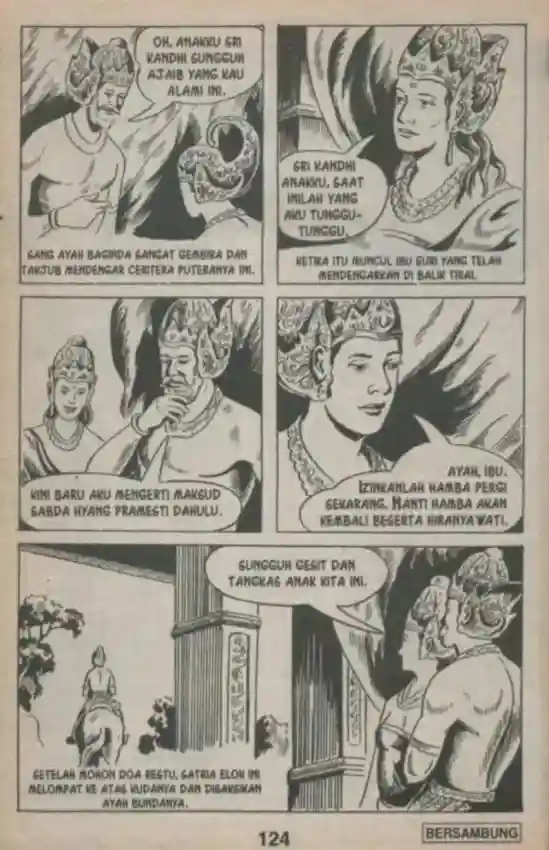 OH, ANAKKU SRI
KANDHI SUNGGUH
AJAIB YANG KAU
ALAMI INI.
SANG AYAH BAGINDA SANGAT GEMBIRA DAN
TAKJUB MENDENGAR CERITERA PUTERANYA INI.
SRI KANDHI
ANAKKU, SAAT
INILAH YANG
AKU TUNGGU-
TUNGGU.
KETIKA ITU MUNCUL IBU SURI YANG TELAH
MENDENGARKAN DI BALIK TIRAI.
KINI BARU AKU MENGERTI MAKSUD
SABDA HYANG PRAMESTI DAHULU.
AYAH, IBU.
IZINKANLAH HAMBA PERGI
SEKARANG. NANTI HAMBA AKAN
KEMBALI BESERTA HIRANYAWATI.
SUNGGUH GESIT DAN
TANGKAS ANAK KITA INI.
SETELAH MOHON DOA RESTU, SATRIA ELOK INI
MELOMPAT KE ATAS KUDANYA DAN DISAKSIKAN
AYAH BUNDANYA.
124
BERSAMBUNG